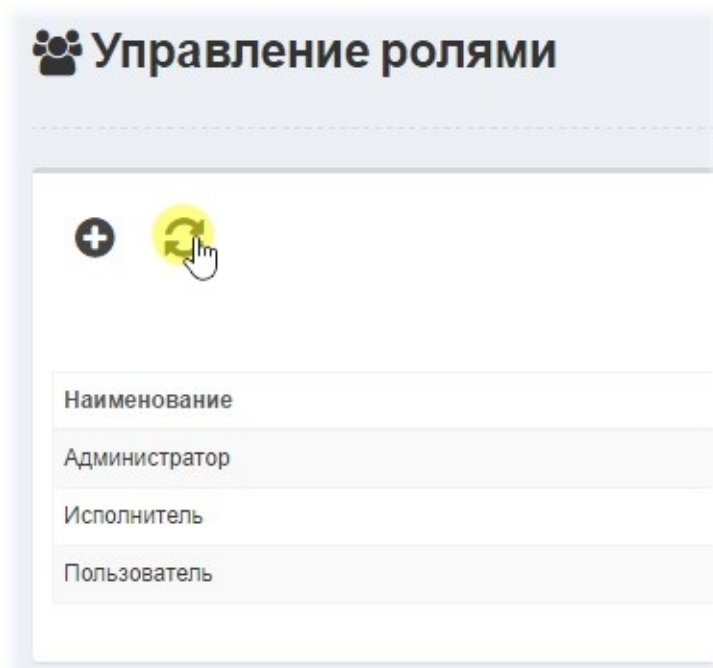 Управление ролями
Наименование
Администратор
Исполнитель
Пользователь